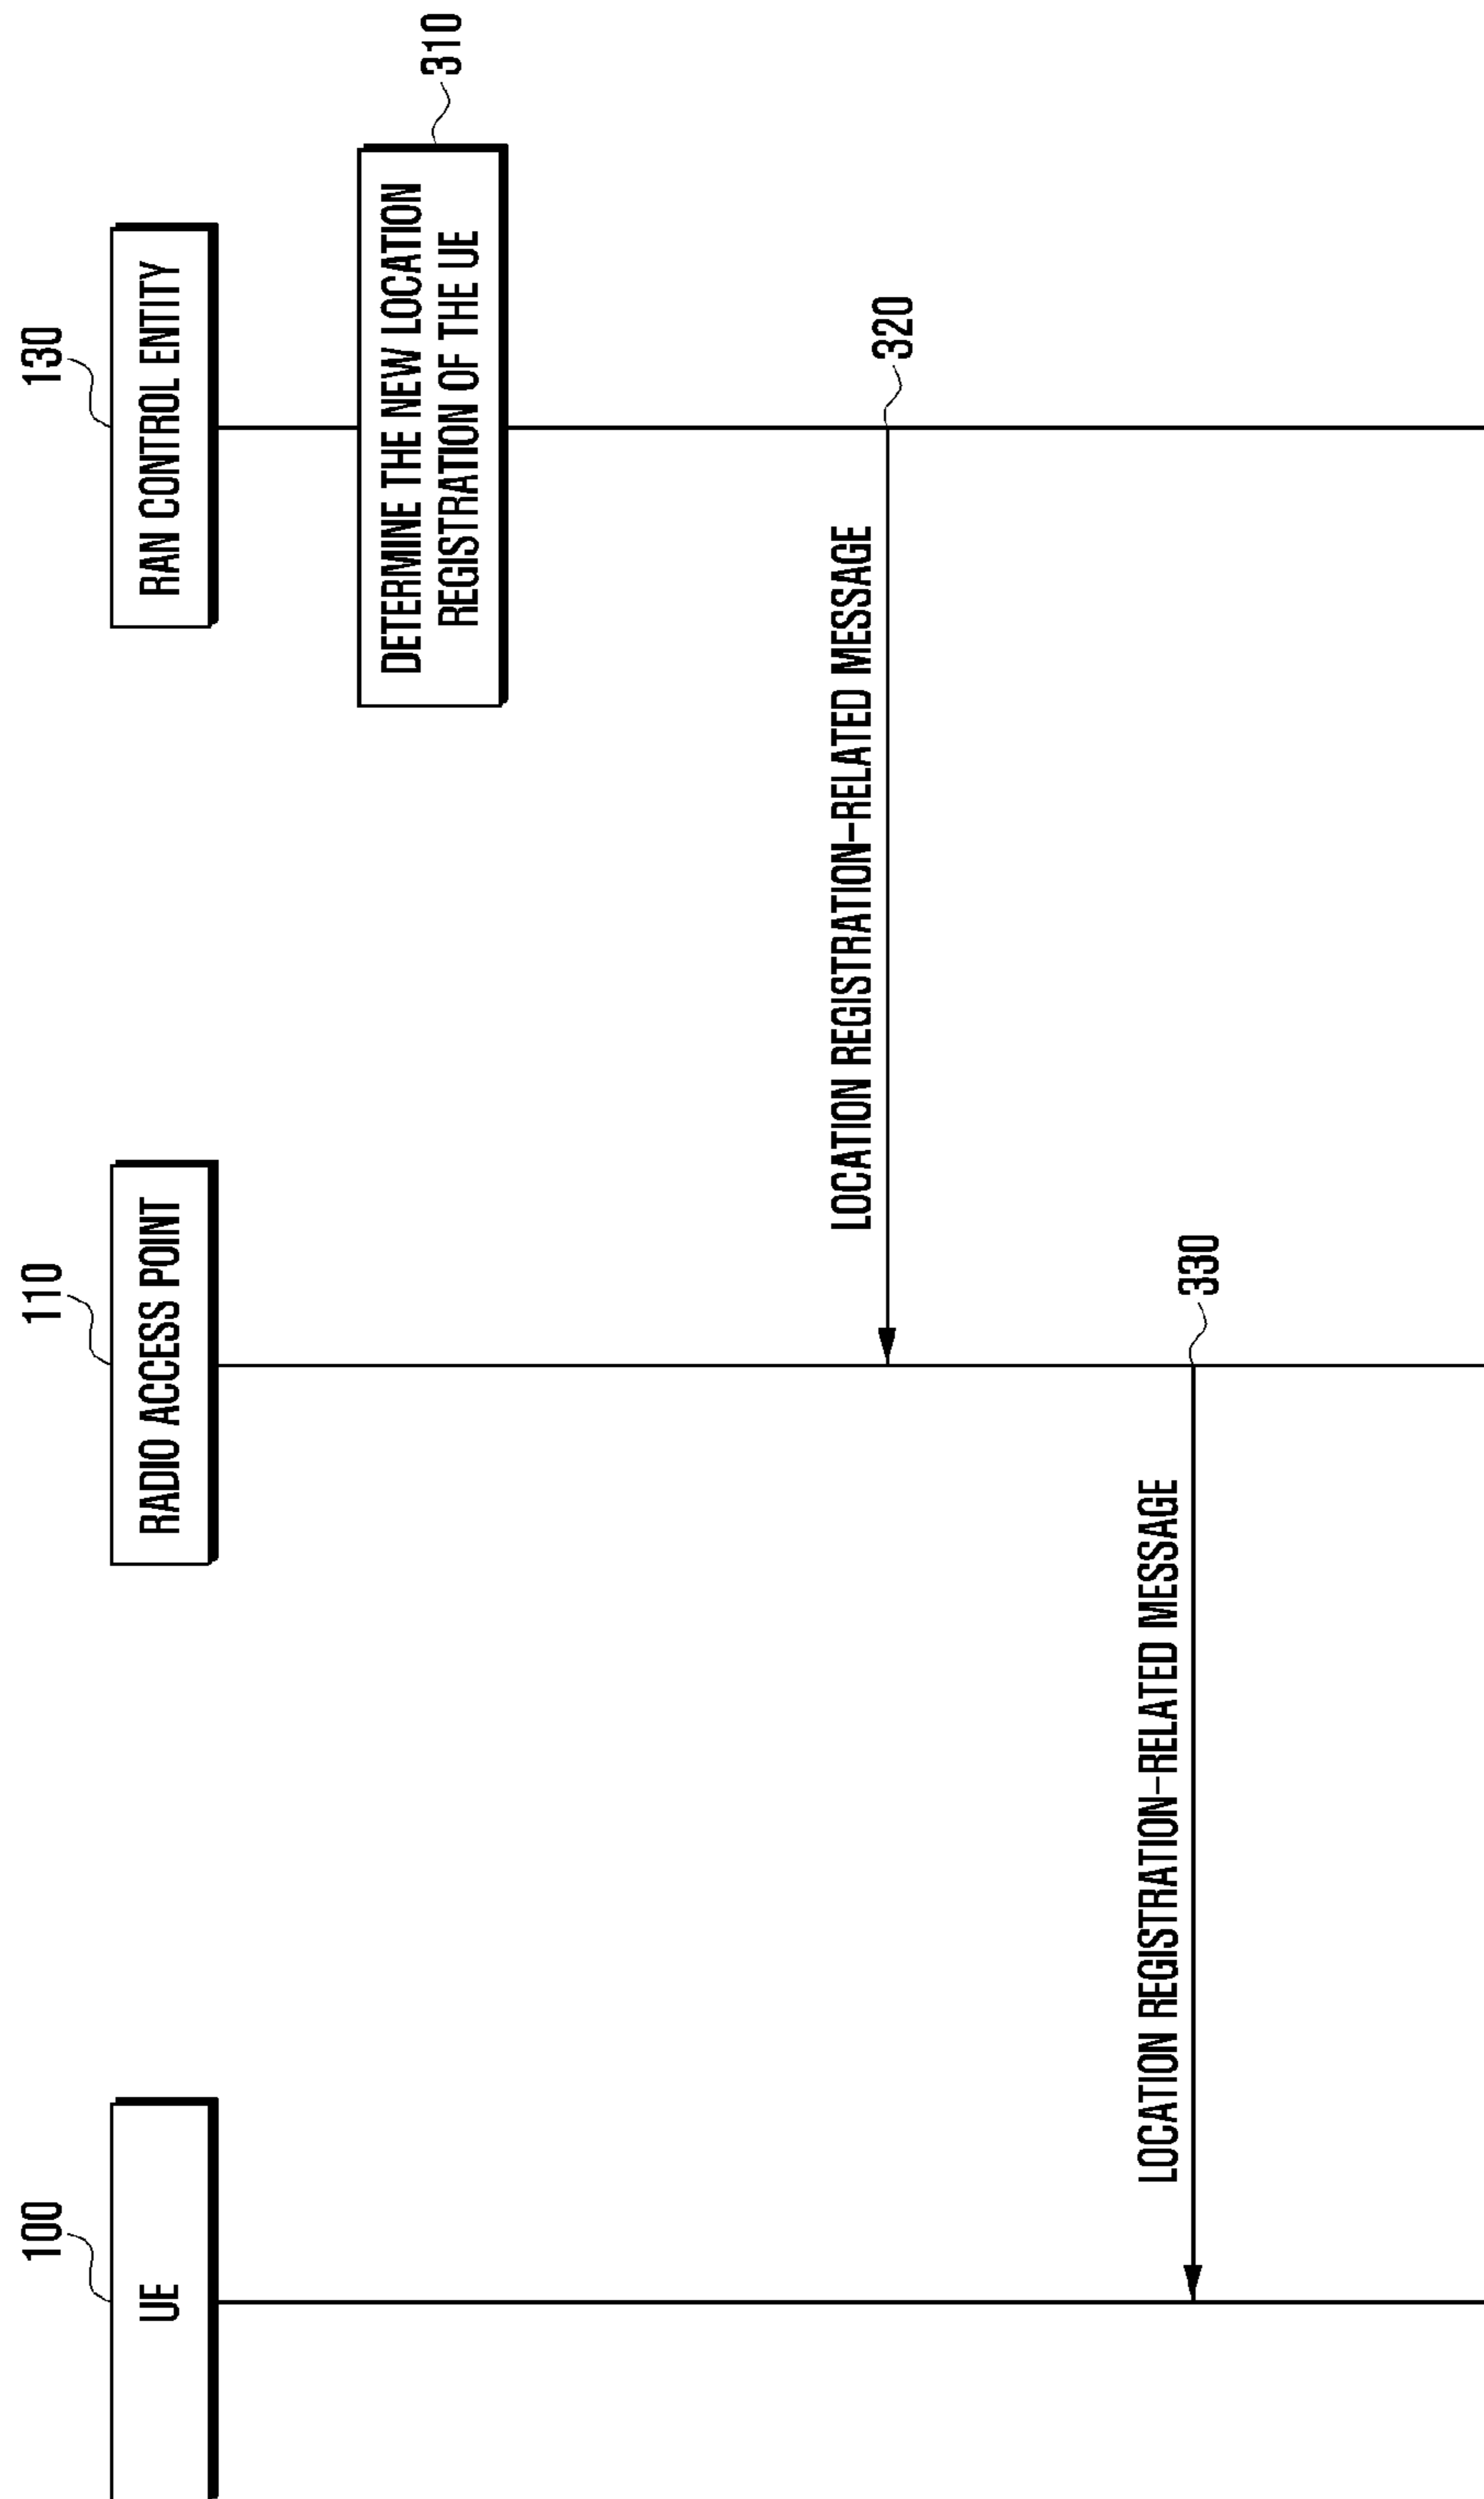 100
110
130
UE
RADIO ACCESS POINT
RAN CONTROL ENTITY
310
DETERMINE THE NEW LOCATION
REGISTRATION OF THE UE
LOCATION REGISTRATION-RELATED MESSAGE
320
LOCATION REGISTRATION-RELATED MESSAGE
330